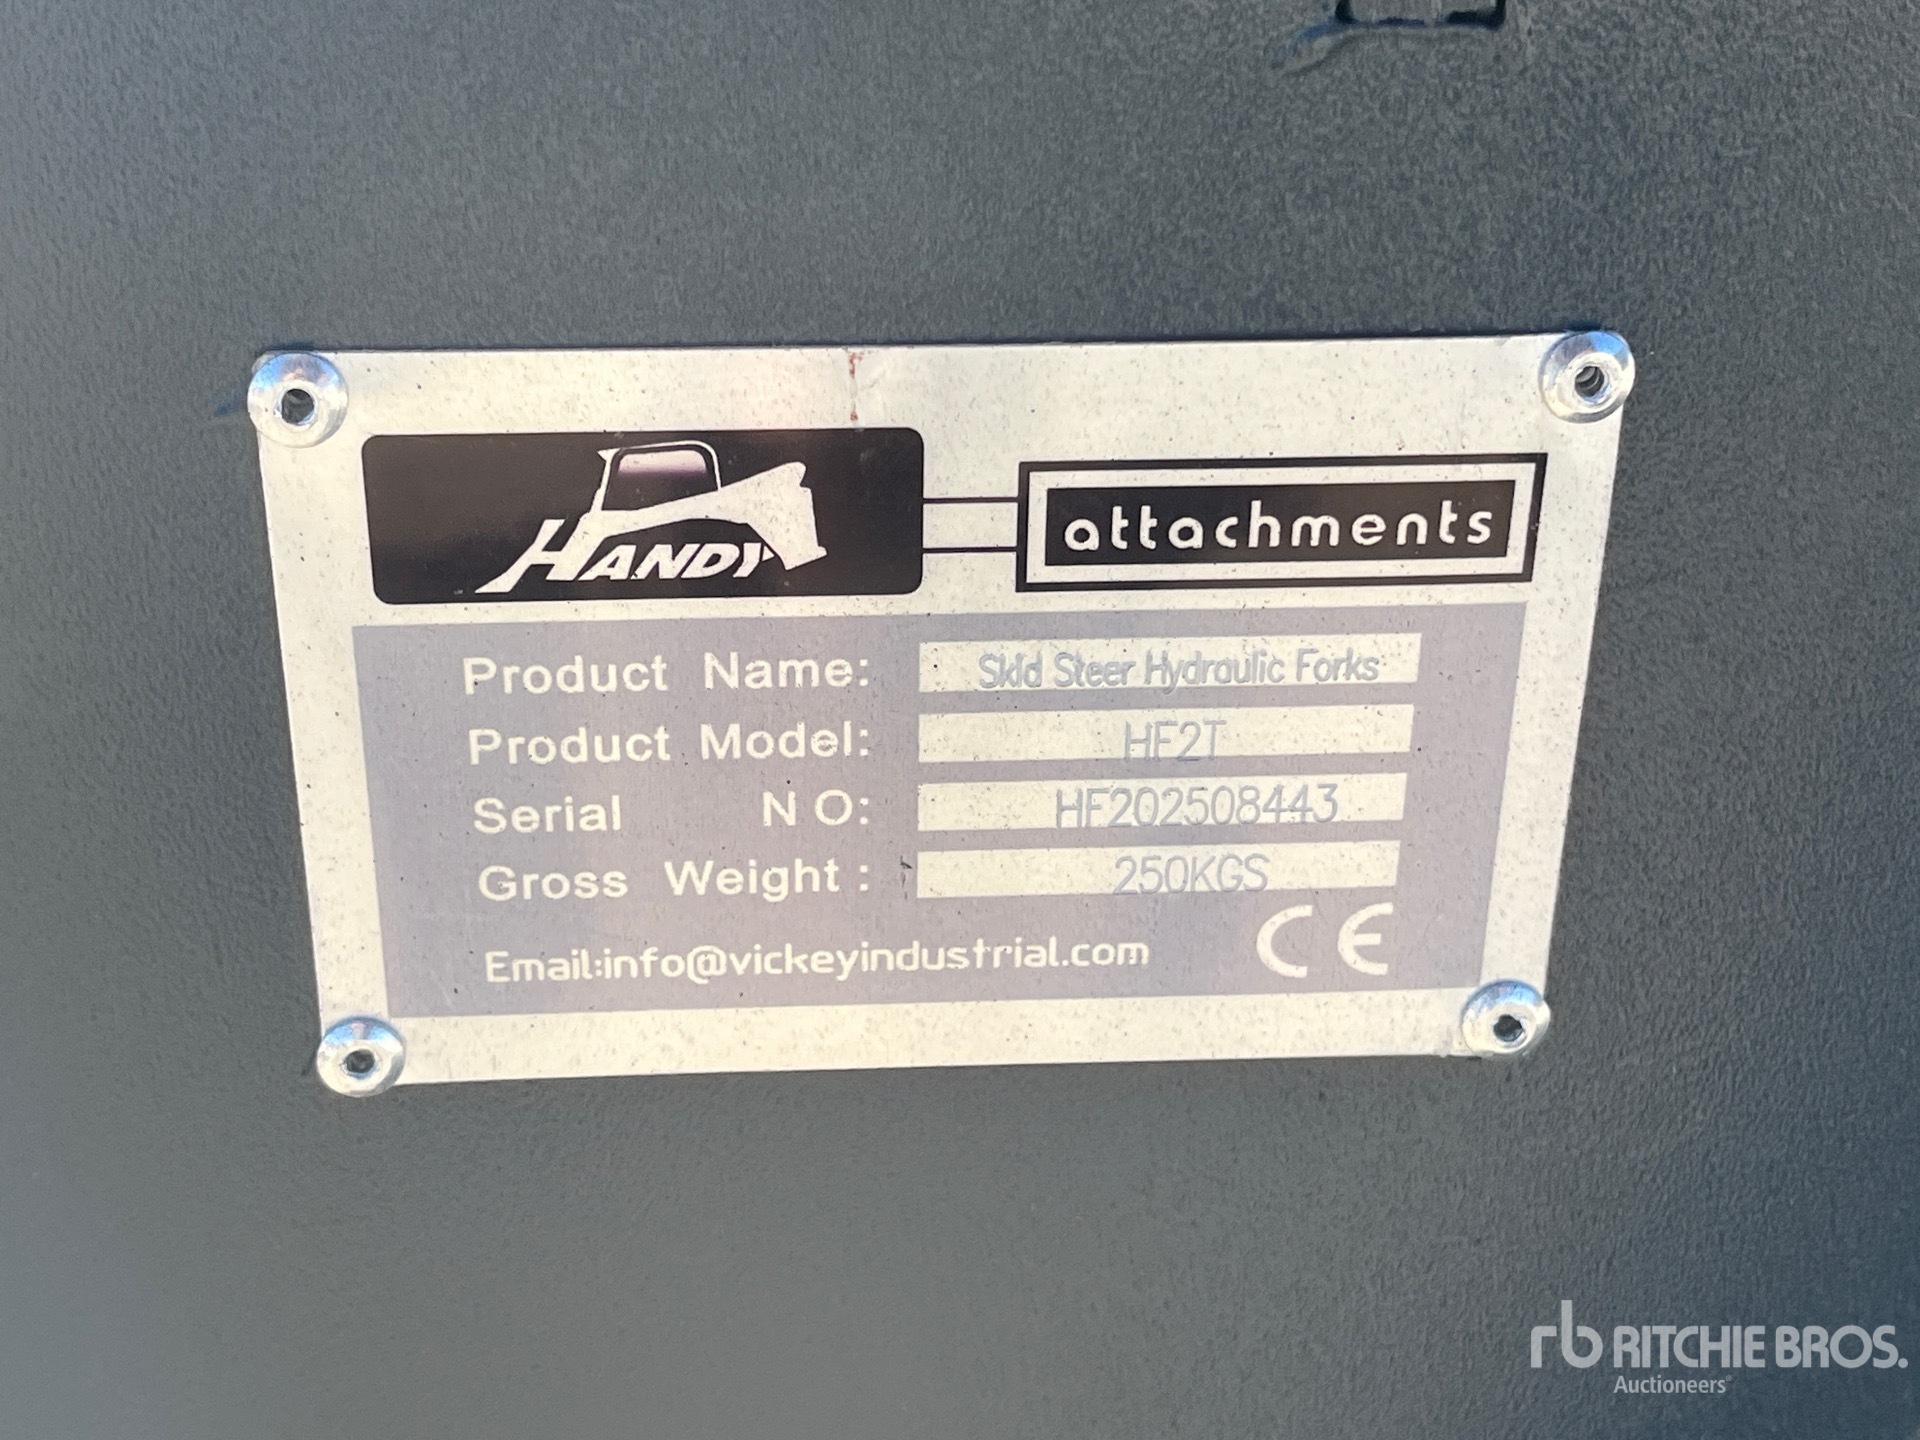 HANDY attachments
Product Name: Skid Steer Hydraulic Forks
Product Model: HF2T
Serial NO: HF202508443
Gross Weight: 250KGS
Email:info@vickeyindustrial.com CE
rb RITCHIE BROS.
Auctioneers